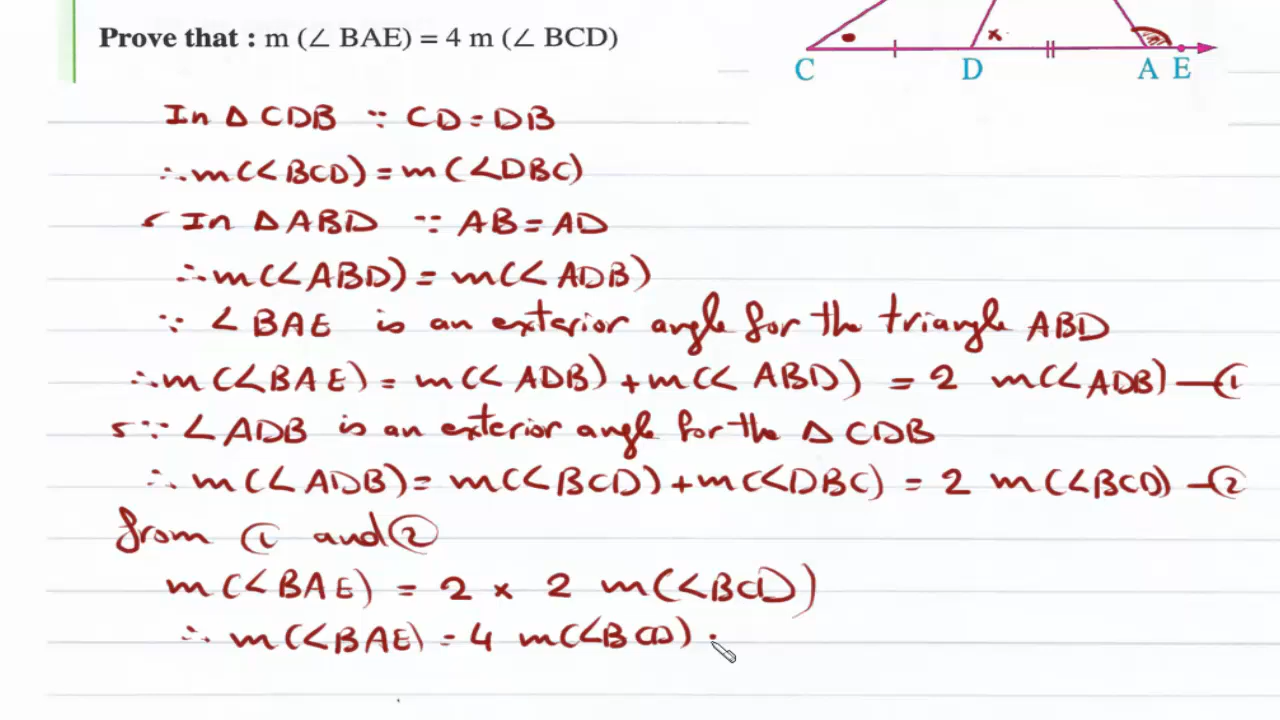 Prove that : m (∠ BAE) = 4 m (∠ BCD)
C D A E
In Δ CDB ∵ CD = DB
∴ m (∠ BCD) = m (∠DBC)
, In Δ ABD ∵ AB = AD
∴ m (∠ABD) = m (∠ ADB)
∵ ∠ BAE is an exterior angle for the triangle ABD
∴ m (∠BAE) = m (∠ ADB) + m (∠ ABD) = 2 m (∠ADB) — ①
, ∵ ∠ADB is an exterior angle for the Δ CDB
∴ m (∠ADB) = m (∠BCD) + m (∠DBC) = 2 m (∠BCD) — ②
from ① and ②
m (∠BAE) = 2 × 2 m (∠BCD)
∴ m (∠BAE) = 4 m (∠BCD) .